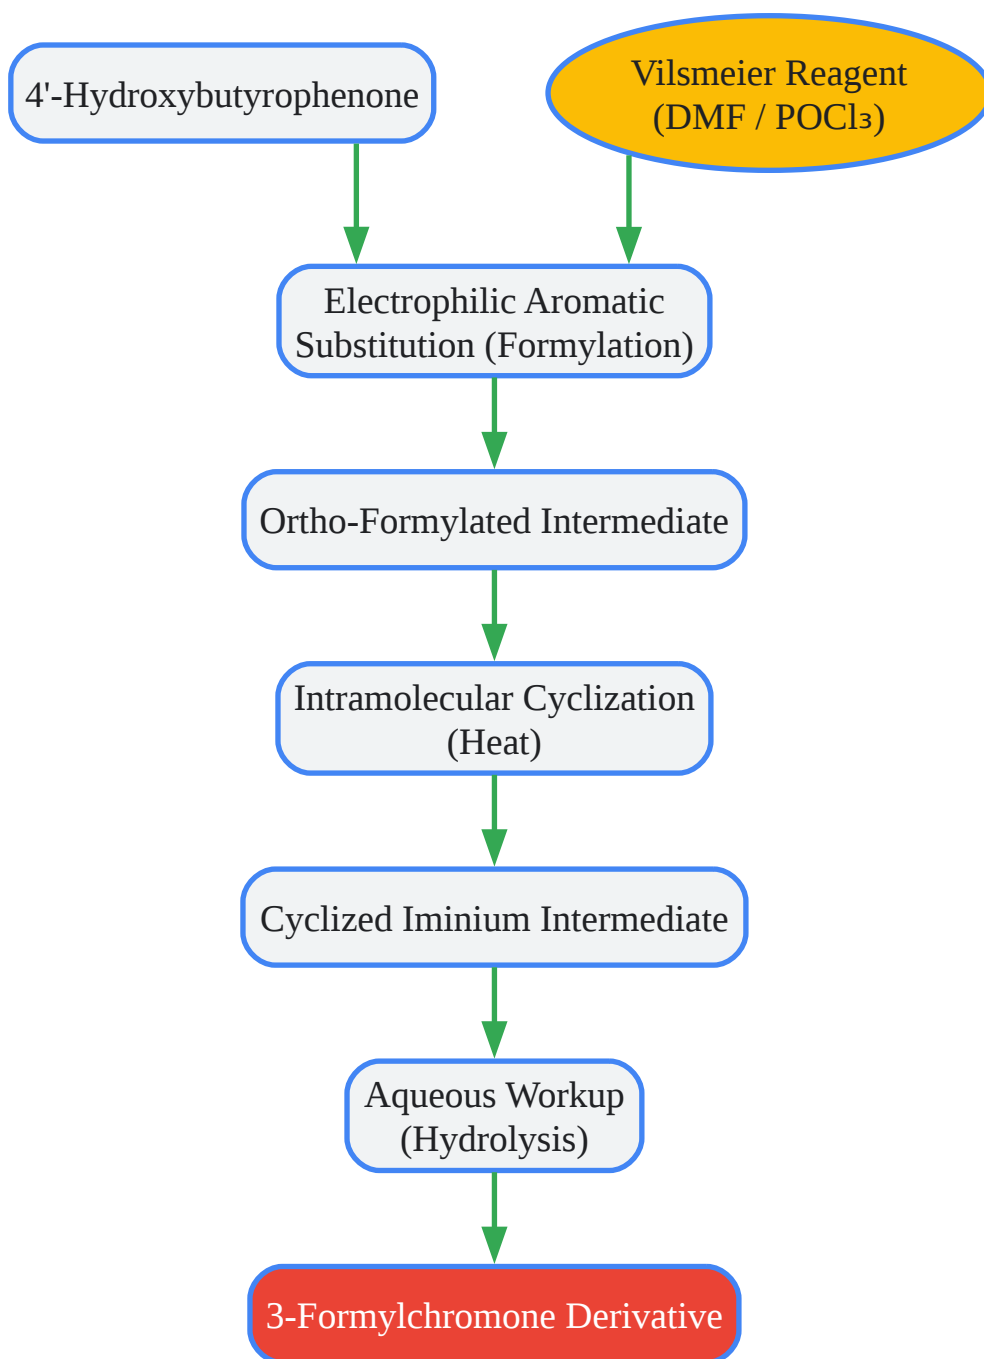 4'-Hydroxybutyrophenone
Vilsmeier Reagent
(DMF / POCl₃)
Electrophilic Aromatic
Substitution (Formylation)
Ortho-Formylated Intermediate
Intramolecular Cyclization
(Heat)
Cyclized Iminium Intermediate
Aqueous Workup
(Hydrolysis)
3-Formylchromone Derivative